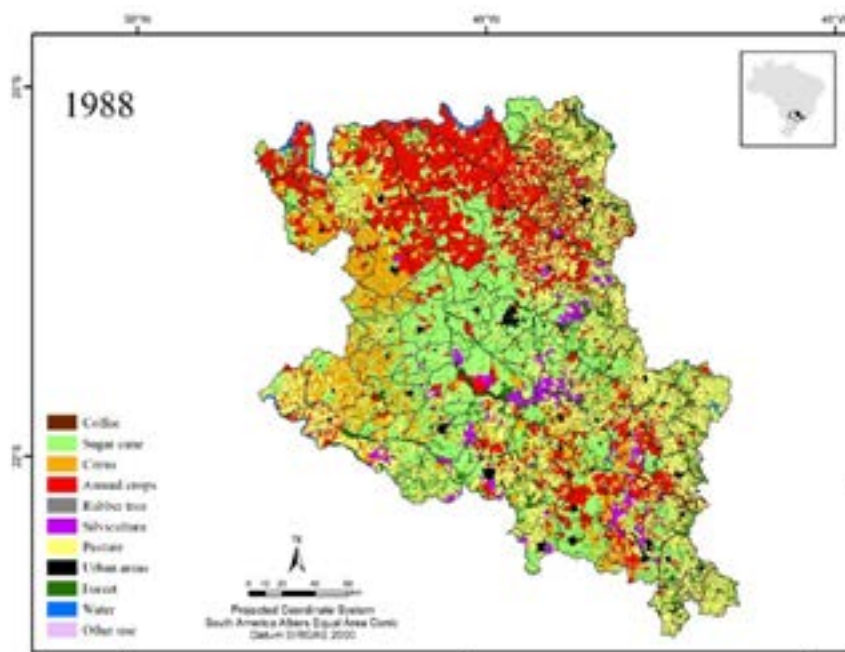 1988
Coffee
Sugar cane
Citrus
Annual crops
Rubber tree
Silviculture
Pasture
Urban areas
Forest
Water
Other use
Projected Coordinate System
South America Albers Equal Area Conic
Datum SIRGAS 2000